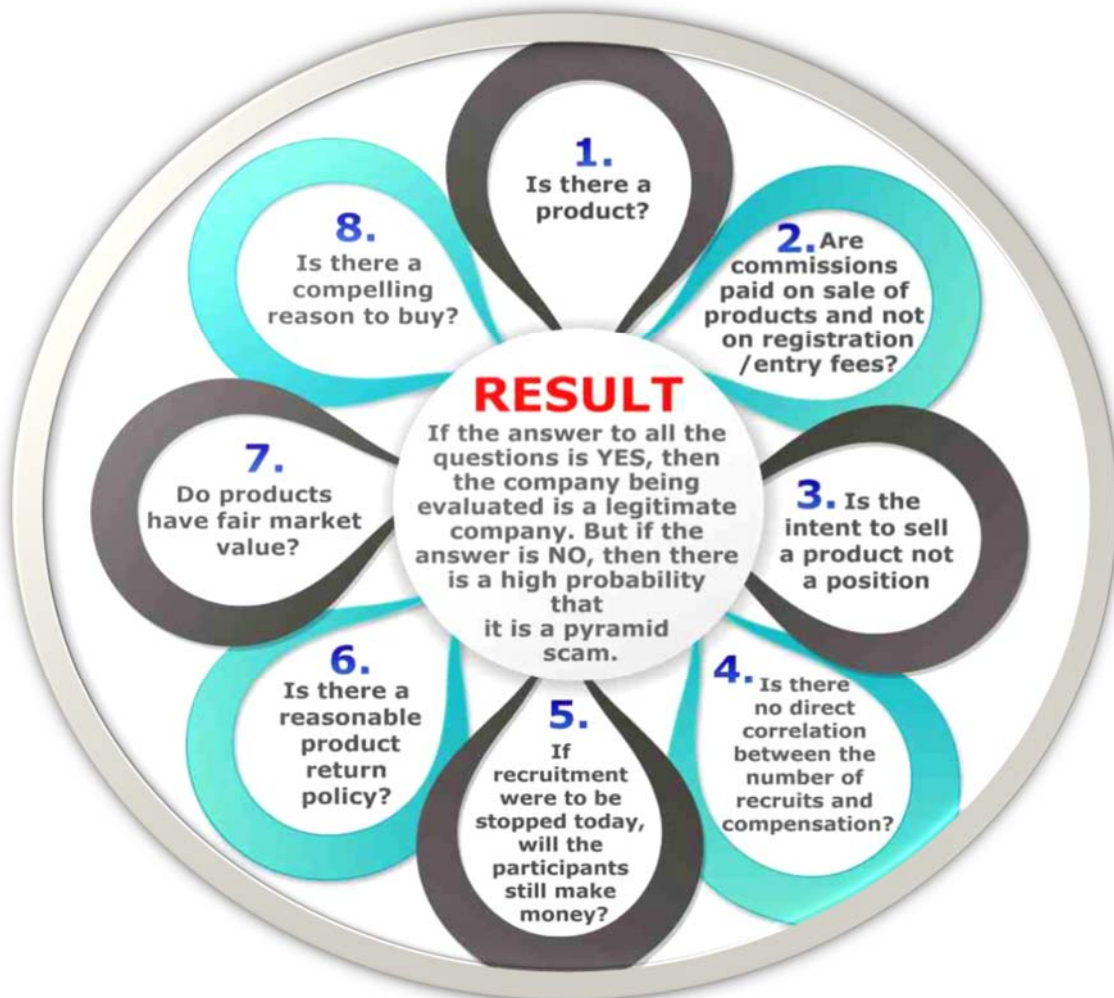 1.
Is there a
product?
2. Are
commissions
paid on sale of
products and not
on registration
/entry fees?
3. Is the
intent to sell
a product not
a position
4. Is there
no direct
correlation
between the
number of
recruits and
compensation?
5.
If
recruitment
were to be
stopped today,
will the
participants
still make
money?
6.
Is there a
reasonable
product
return
policy?
7.
Do products
have fair market
value?
8.
Is there a
compelling
reason to buy?
RESULT
If the answer to all the
questions is YES, then
the company being
evaluated is a legitimate
company. But if the
answer is NO, then there
is a high probability
that
it is a pyramid
scam.